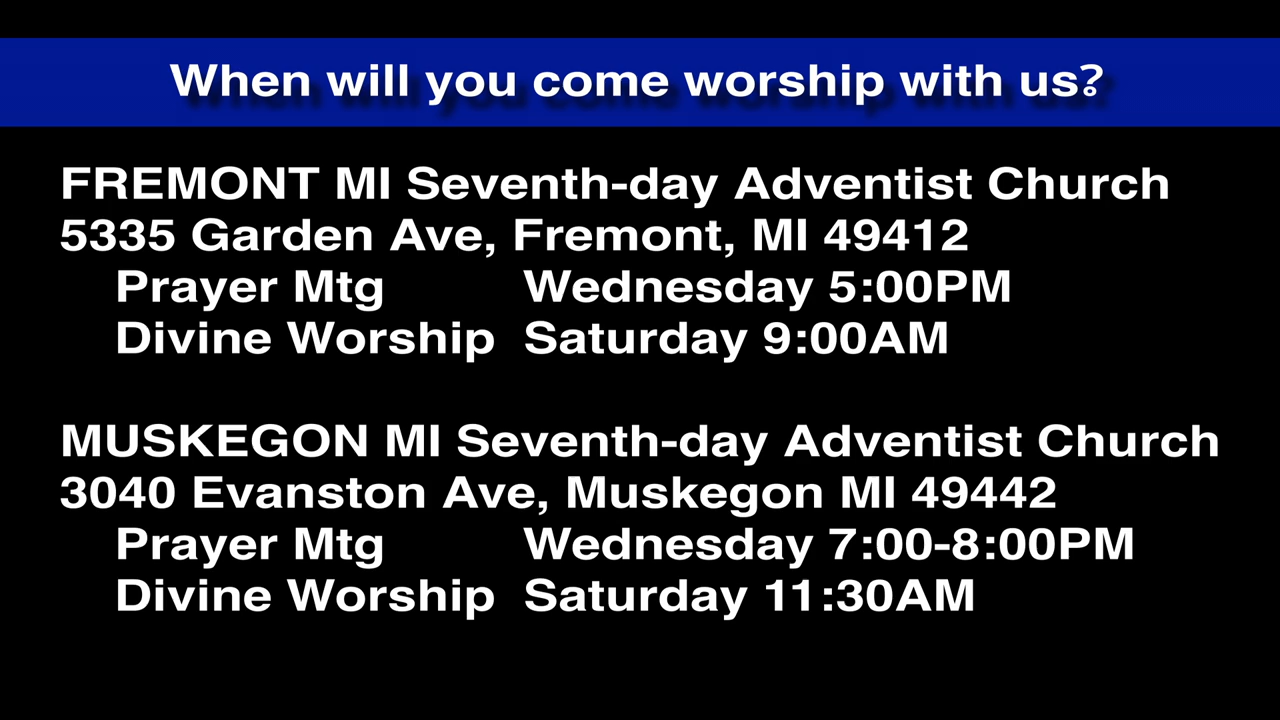 When will you come worship with us?
FREMONT MI Seventh-day Adventist Church
5335 Garden Ave, Fremont, MI 49412
Prayer Mtg Wednesday 5:00PM
Divine Worship Saturday 9:00AM
MUSKEGON MI Seventh-day Adventist Church
3040 Evanston Ave, Muskegon MI 49442
Prayer Mtg Wednesday 7:00-8:00PM
Divine Worship Saturday 11:30AM